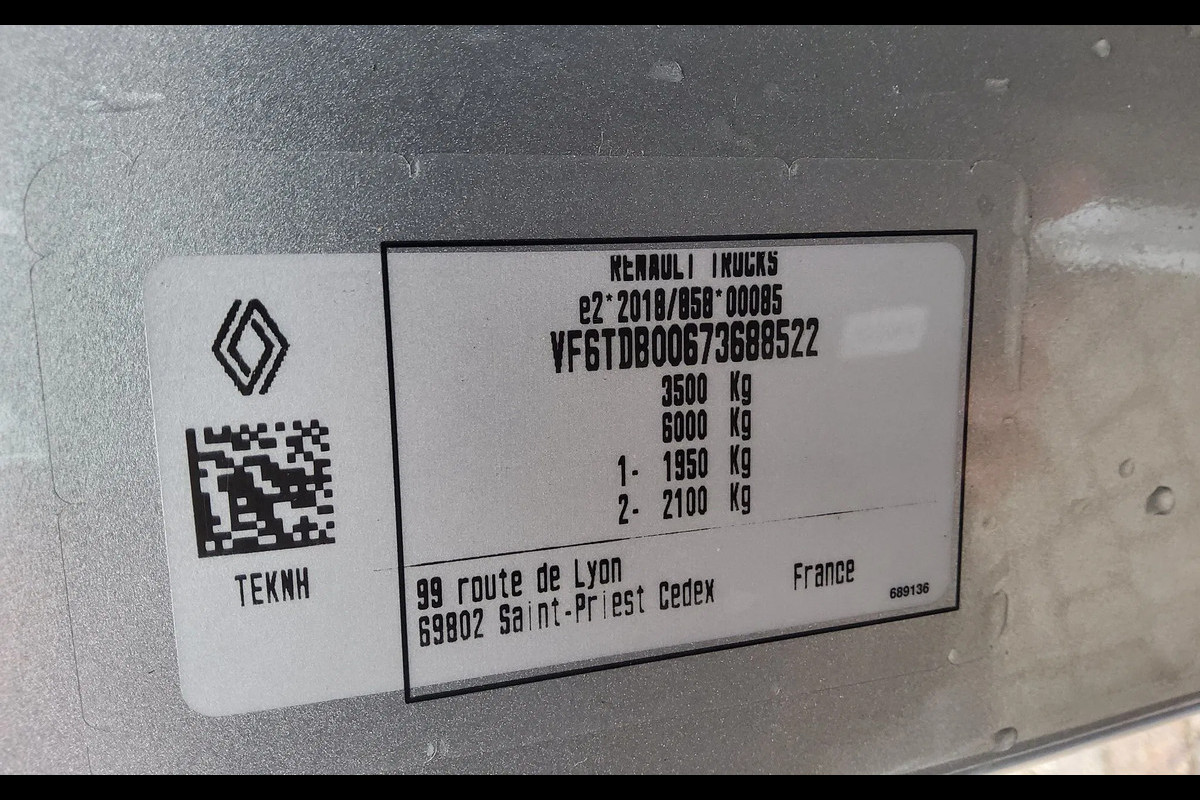 RENAULT TRUCKS
e2*2018/858*00085
VF6TDB00673688522
3500 Kg
6000 Kg
1- 1950 Kg
2- 2100 Kg
TEKNH
99 route de Lyon
69802 Saint-Priest Cedex France
689136